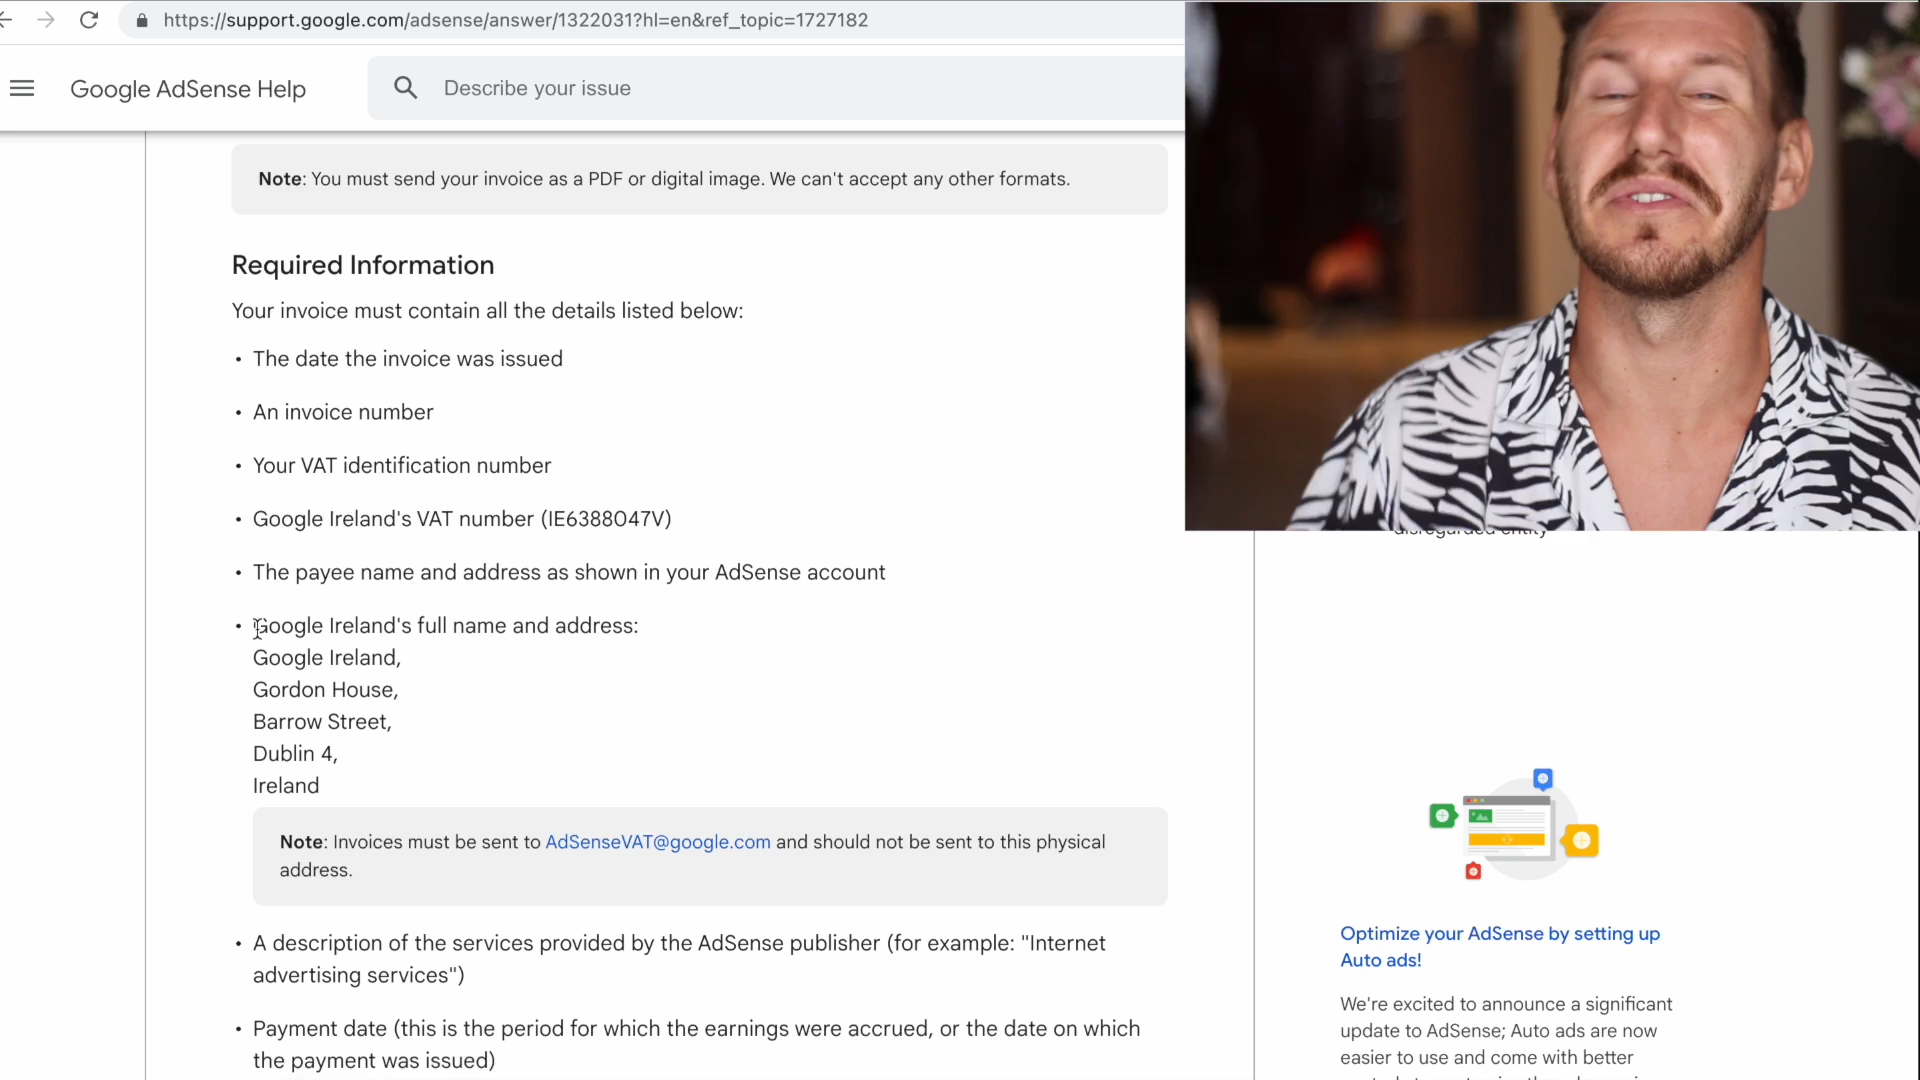 https://support.google.com/adsense/answer/1322031?hl=en&ref_topic=1727182
Google AdSense Help
Describe your issue
Note: You must send your invoice as a PDF or digital image. We can't accept any other formats.
Required Information
Your invoice must contain all the details listed below:
• The date the invoice was issued
• An invoice number
• Your VAT identification number
• Google Ireland's VAT number (IE6388047V)
• The payee name and address as shown in your AdSense account
• Google Ireland's full name and address:
Google Ireland,
Gordon House,
Barrow Street,
Dublin 4,
Ireland
Note: Invoices must be sent to AdSenseVAT@google.com and should not be sent to this physical
address.
• A description of the services provided by the AdSense publisher (for example: "Internet
advertising services")
• Payment date (this is the period for which the earnings were accrued, or the date on which
the payment was issued)
disregarded entity
Optimize your AdSense by setting up
Auto ads!
We're excited to announce a significant
update to AdSense; Auto ads are now
easier to use and come with better